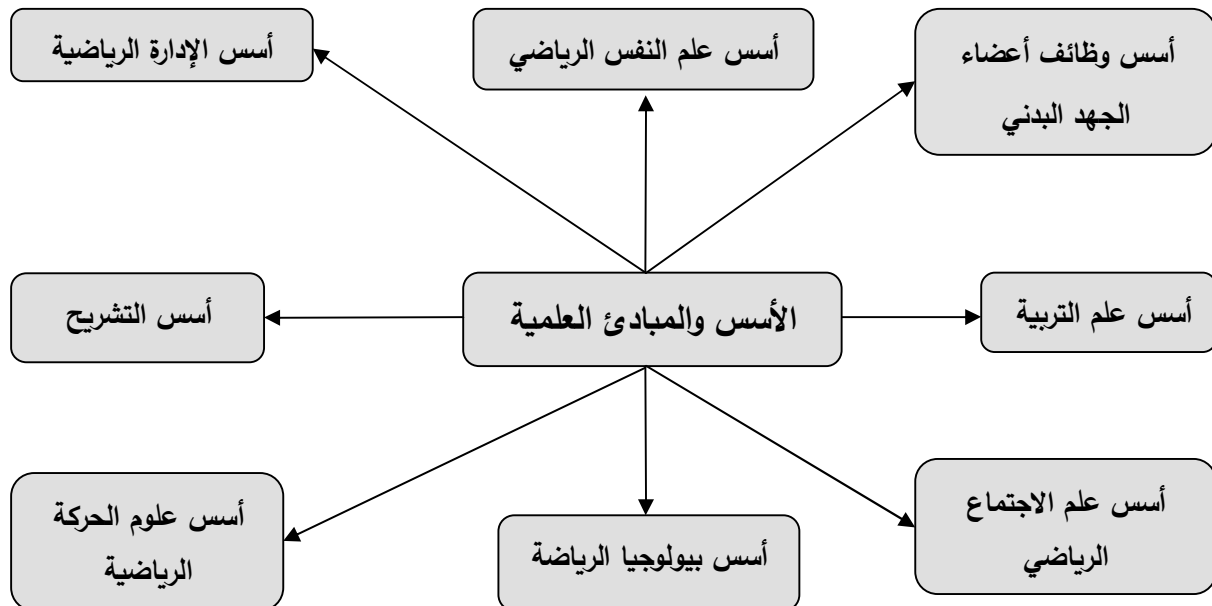 أسس وظائف أعضاء
الجهد البدني
أسس علم النفس الرياضي
أسس الإدارة الرياضية
أسس علم التربية
الأسس والمبادئ العلمية
أسس التشريح
أسس علم الاجتماع
الرياضي
أسس بيولوجيا الرياضة
أسس علوم الحركة
الرياضية